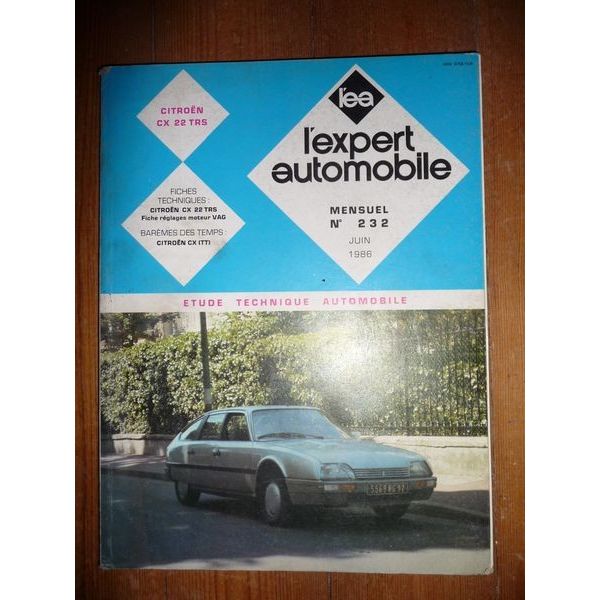 CITROËN
CX 22 TRS
l'ea
l'expert
automobile
FICHES
TECHNIQUES :
CITROËN CX 22 TRS
Fiche réglages moteur VAG
BARÈMES DES TEMPS :
CITROËN CX (TT)
MENSUEL
N° 232
JUIN
1986
ETUDE TECHNIQUE AUTOMOBILE